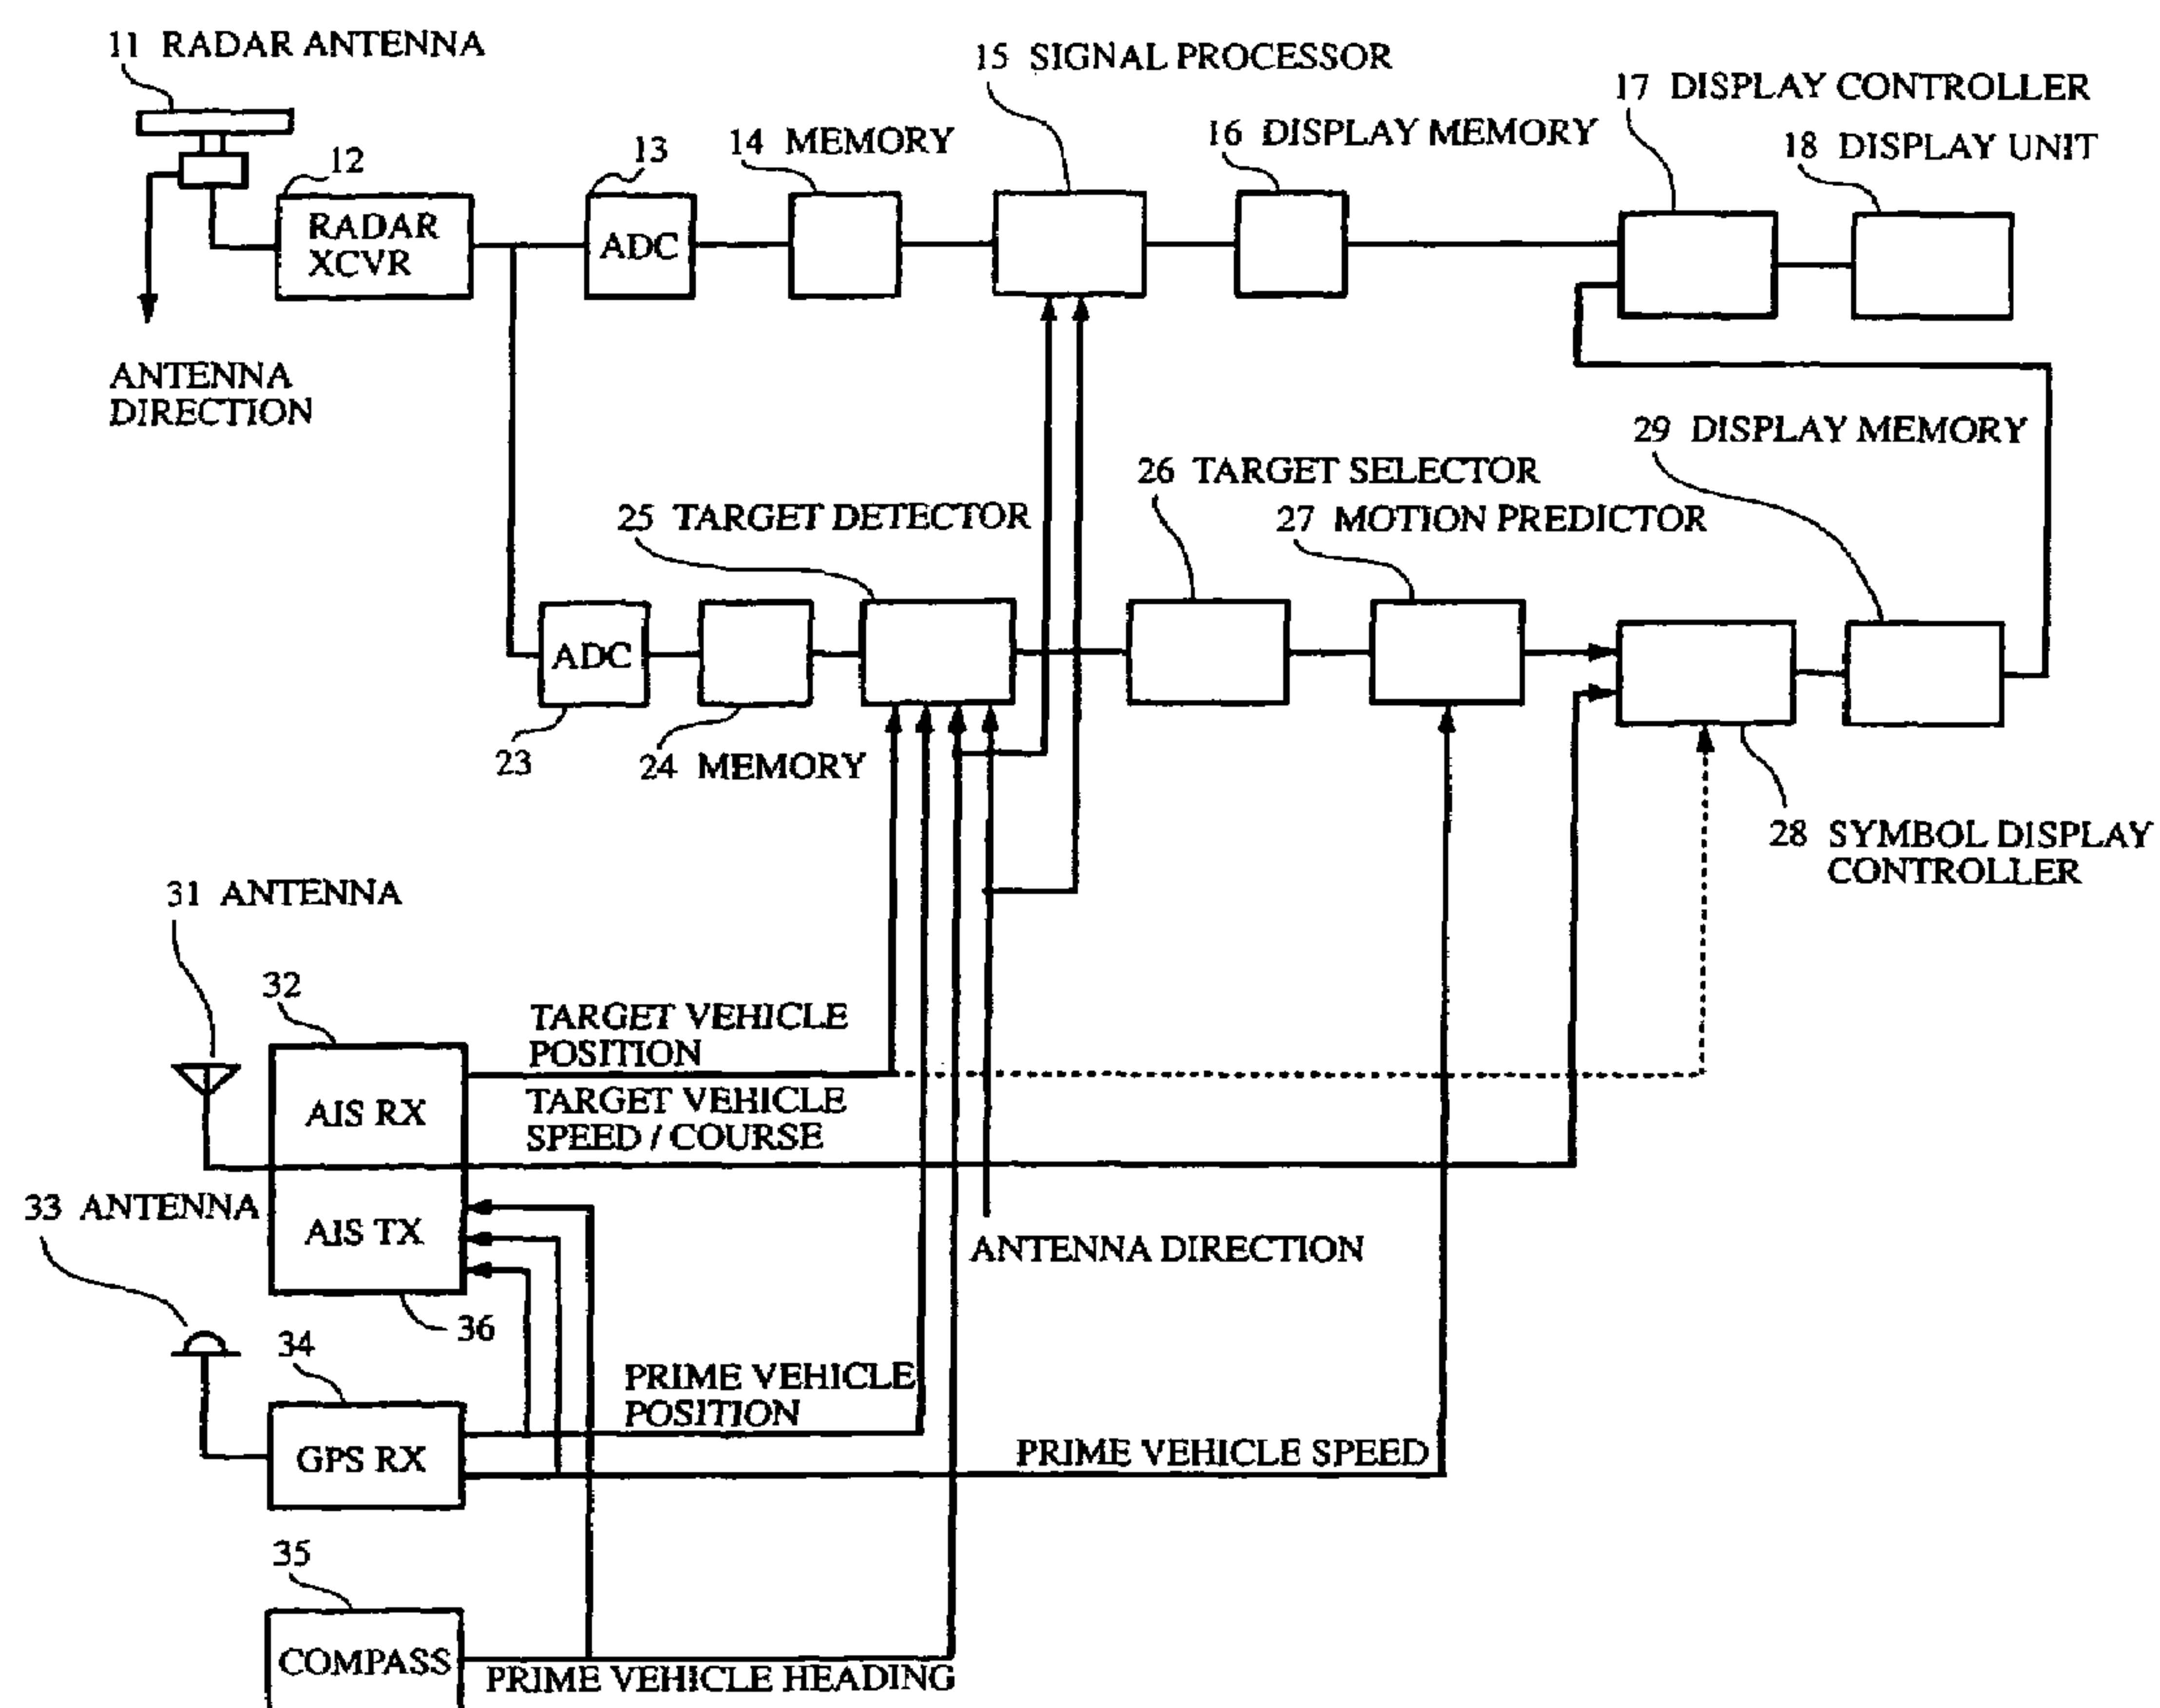 11 RADAR ANTENNA
15 SIGNAL PROCESSOR
17 DISPLAY CONTROLLER
14 MEMORY
16 DISPLAY MEMORY
18 DISPLAY UNIT
12
13
RADAR
XCVR
ADC
ANTENNA
DIRECTION
29 DISPLAY MEMORY
26 TARGET SELECTOR
25 TARGET DETECTOR
27 MOTION PREDICTOR
ADC
23
24 MEMORY
28 SYMBOL DISPLAY
CONTROLLER
31 ANTENNA
32
TARGET VEHICLE
POSITION
AIS RX
TARGET VEHICLE
SPEED / COURSE
33 ANTENNA
AIS TX
ANTENNA DIRECTION
36
34
PRIME VEHICLE
POSITION
GPS RX
PRIME VEHICLE SPEED
35
COMPASS
PRIME VEHICLE HEADING